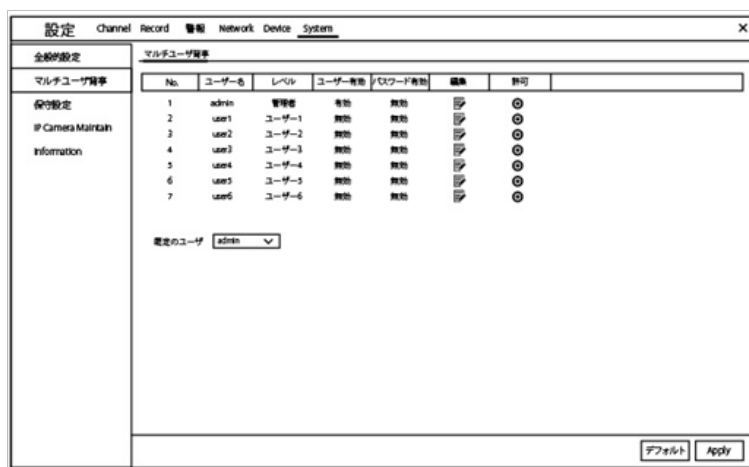 設定 Channel Record 警報 Network Device System ×
全般的設定
マルチユーザ背事
保守設定
IP Camera Maintain
Information
マルチユーザ背事
No. ユーザー名 レベル ユーザー有効 パスワード有効 編集 許可
1 admin 管理者 有効 無効
2 user1 ユーザー1 無効 無効
3 user2 ユーザー2 無効 無効
4 user3 ユーザー3 無効 無効
5 user4 ユーザー4 無効 無効
6 user5 ユーザー5 無効 無効
7 user6 ユーザー6 無効 無効
既定のユーザ admin
デフォルト Apply